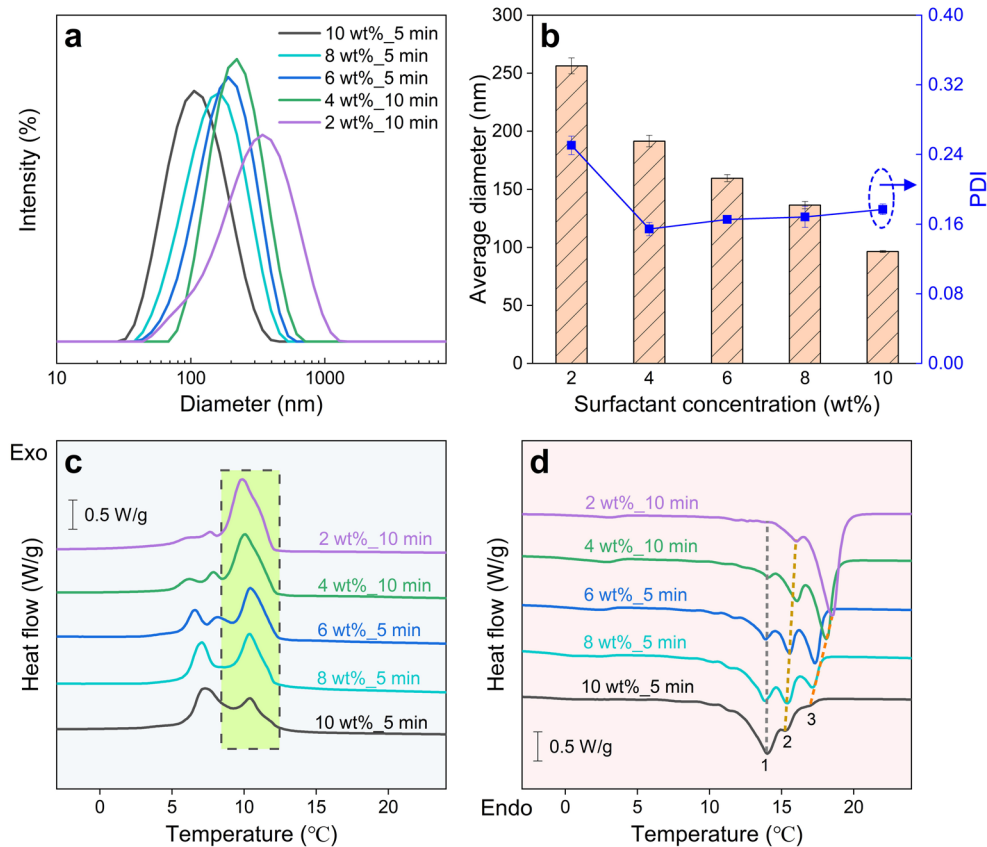 a
10 wt%_5 min
8 wt%_5 min
6 wt%_5 min
4 wt%_10 min
2 wt%_10 min
Intensity (%)
10 100 1000
Diameter (nm)
b
300
250
200
150
100
50
0
Average diameter (nm)
0.40
0.32
0.24
0.16
0.08
0.00
PDI
2 4 6 8 10
Surfactant concentration (wt%)
Exo
c
0.5 W/g
2 wt%_10 min
4 wt%_10 min
6 wt%_5 min
8 wt%_5 min
10 wt%_5 min
Heat flow (W/g)
0 5 10 15 20
Temperature (℃)
d
2 wt%_10 min
4 wt%_10 min
6 wt%_5 min
8 wt%_5 min
10 wt%_5 min
3
2
1
0.5 W/g
Heat flow (W/g)
Endo
0 5 10 15 20
Temperature (℃)